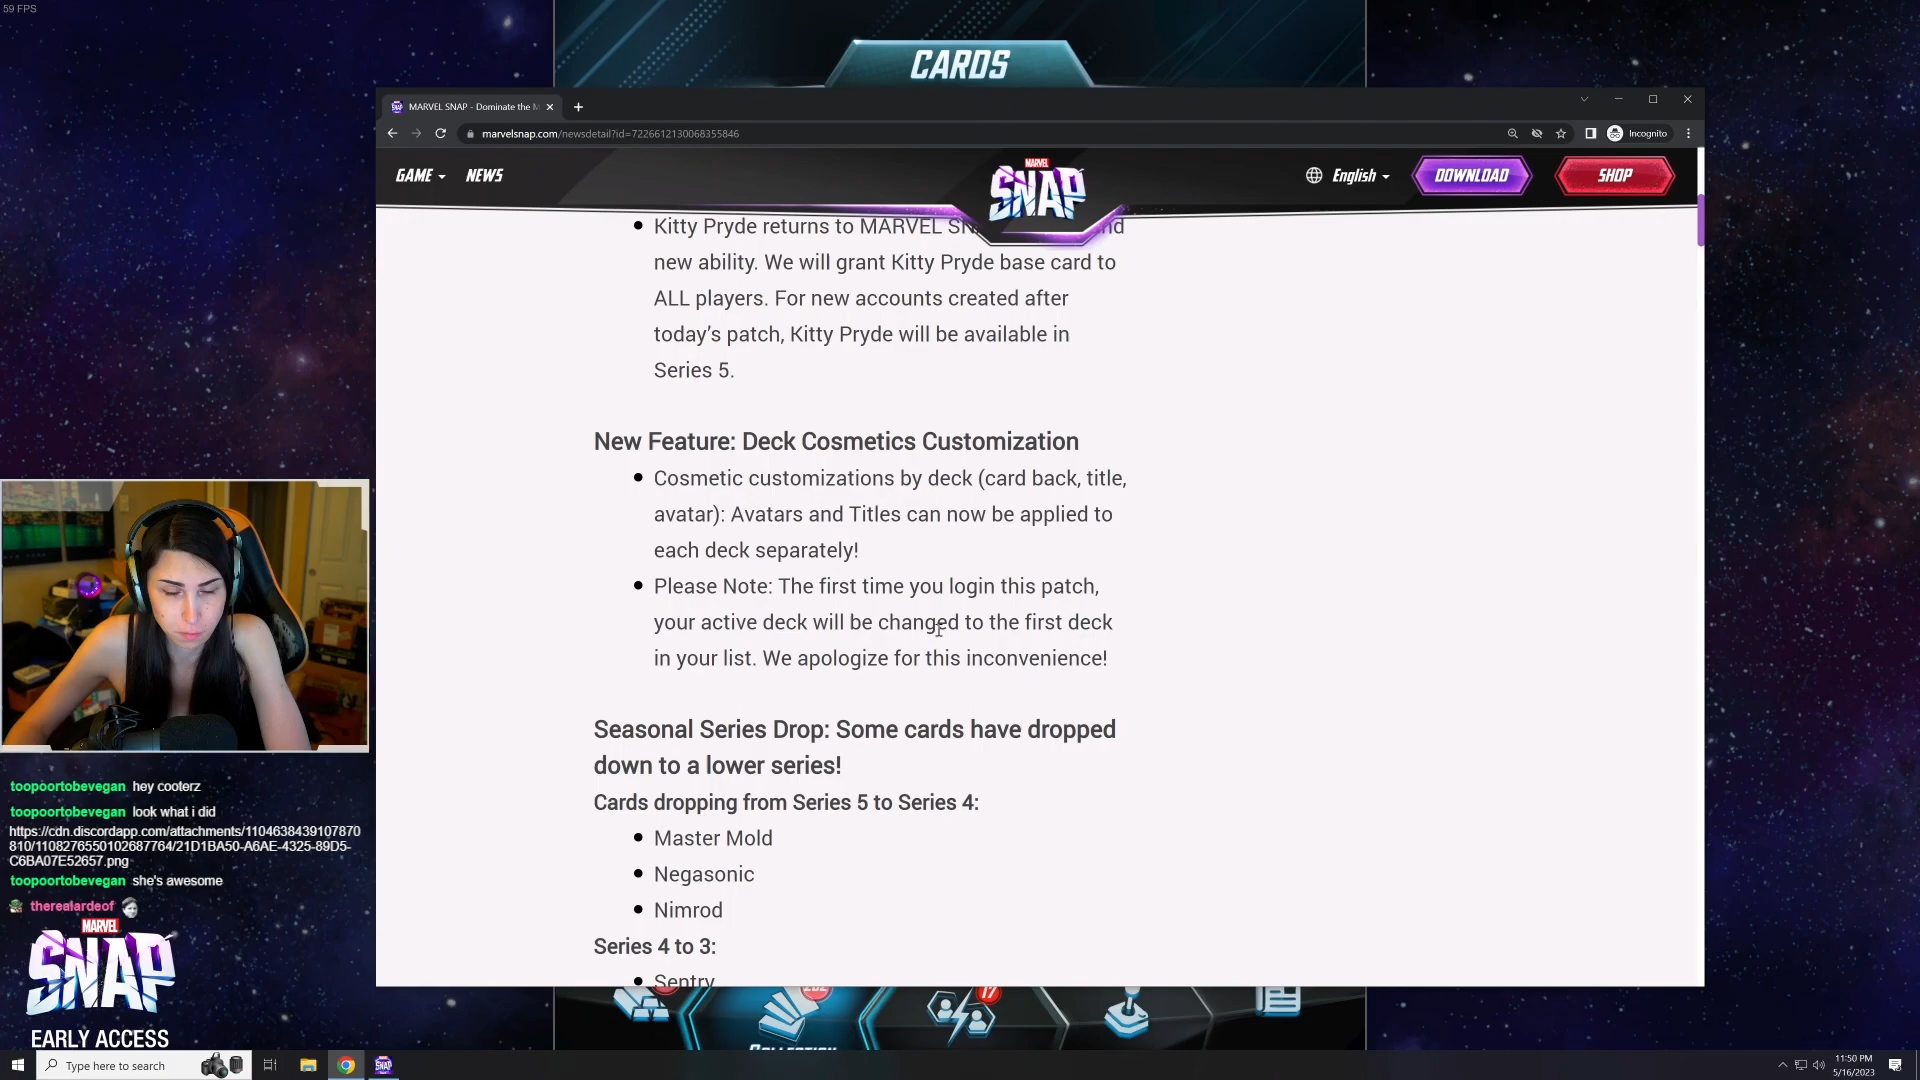 59 FPS
CARDS
MARVEL SNAP - Dominate the M
marvelsnap.com/newsdetail?id=7226612130068355846
Incognito
GAME
NEWS
MARVEL
SNAP
English
DOWNLOAD
SHOP
Kitty Pryde returns to MARVEL SN nd
new ability. We will grant Kitty Pryde base card to
ALL players. For new accounts created after
today's patch, Kitty Pryde will be available in
Series 5.
New Feature: Deck Cosmetics Customization
Cosmetic customizations by deck (card back, title,
avatar): Avatars and Titles can now be applied to
each deck separately!
Please Note: The first time you login this patch,
your active deck will be changed to the first deck
in your list. We apologize for this inconvenience!
Seasonal Series Drop: Some cards have dropped
down to a lower series!
Cards dropping from Series 5 to Series 4:
Master Mold
Negasonic
Nimrod
Series 4 to 3:
Sentry
toopoortobevegan hey cooterz
toopoortobevegan look what i did
https://cdn.discordapp.com/attachments/1104638439107870
810/1108276550102687764/21D1BA50-A6AE-4325-89D5-
C6BA07E52657.png
toopoortobevegan she's awesome
therealardeof
MARVEL
SNAP
EARLY ACCESS
17
Type here to search
11:50 PM
5/16/2023